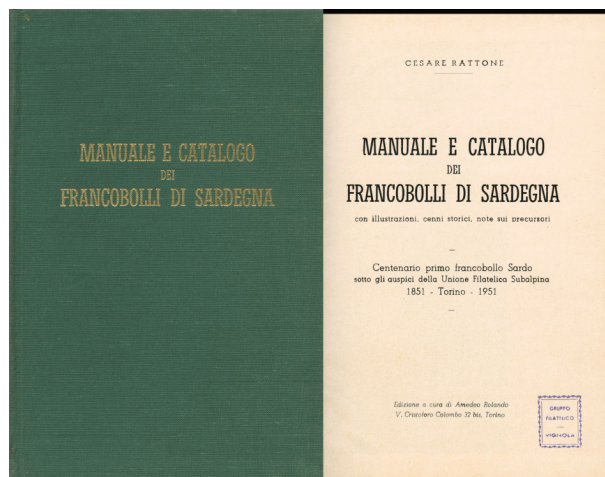 MANUALE E CATALOGO
DEI
FRANCOBOLLI DI SARDEGNA
CESARE RATTONE
MANUALE E CATALOGO
DEI
FRANCOBOLLI DI SARDEGNA
con illustrazioni, cenni storici, note sui precursori
Centenario primo francobollo Sardo
sotto gli auspici della Unione Filatelica Subalpina
1851 - Torino - 1951
Edizione a cura di Amedeo Rolando
V. Cristoforo Colombo 32 bis, Torino
GRUPPO
FILATELICO
VIGNOLA